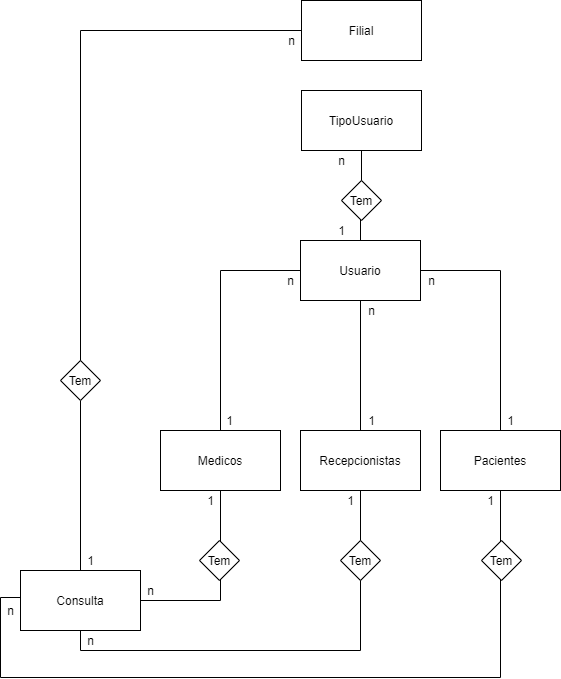 Filial
n
TipoUsuario
n
Tem
1
Usuario
n
n
n
Tem
1
1
1
Medicos
Recepcionistas
Pacientes
1
1
1
1
Tem
Tem
Tem
n
Consulta
n
n